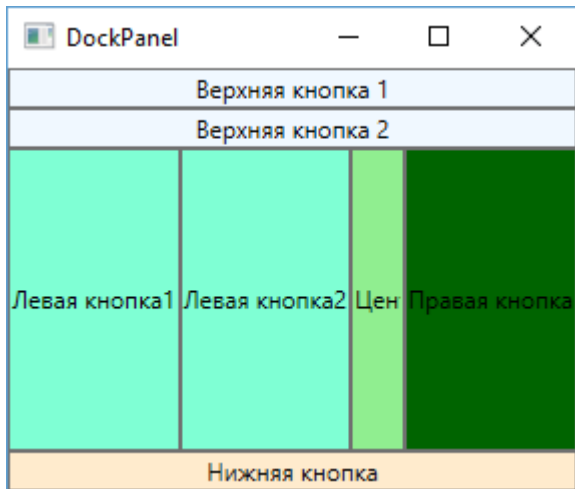 DockPanel
Верхняя кнопка 1
Верхняя кнопка 2
Левая кнопка1 Левая кнопка2 Цен Правая кнопка
Нижняя кнопка